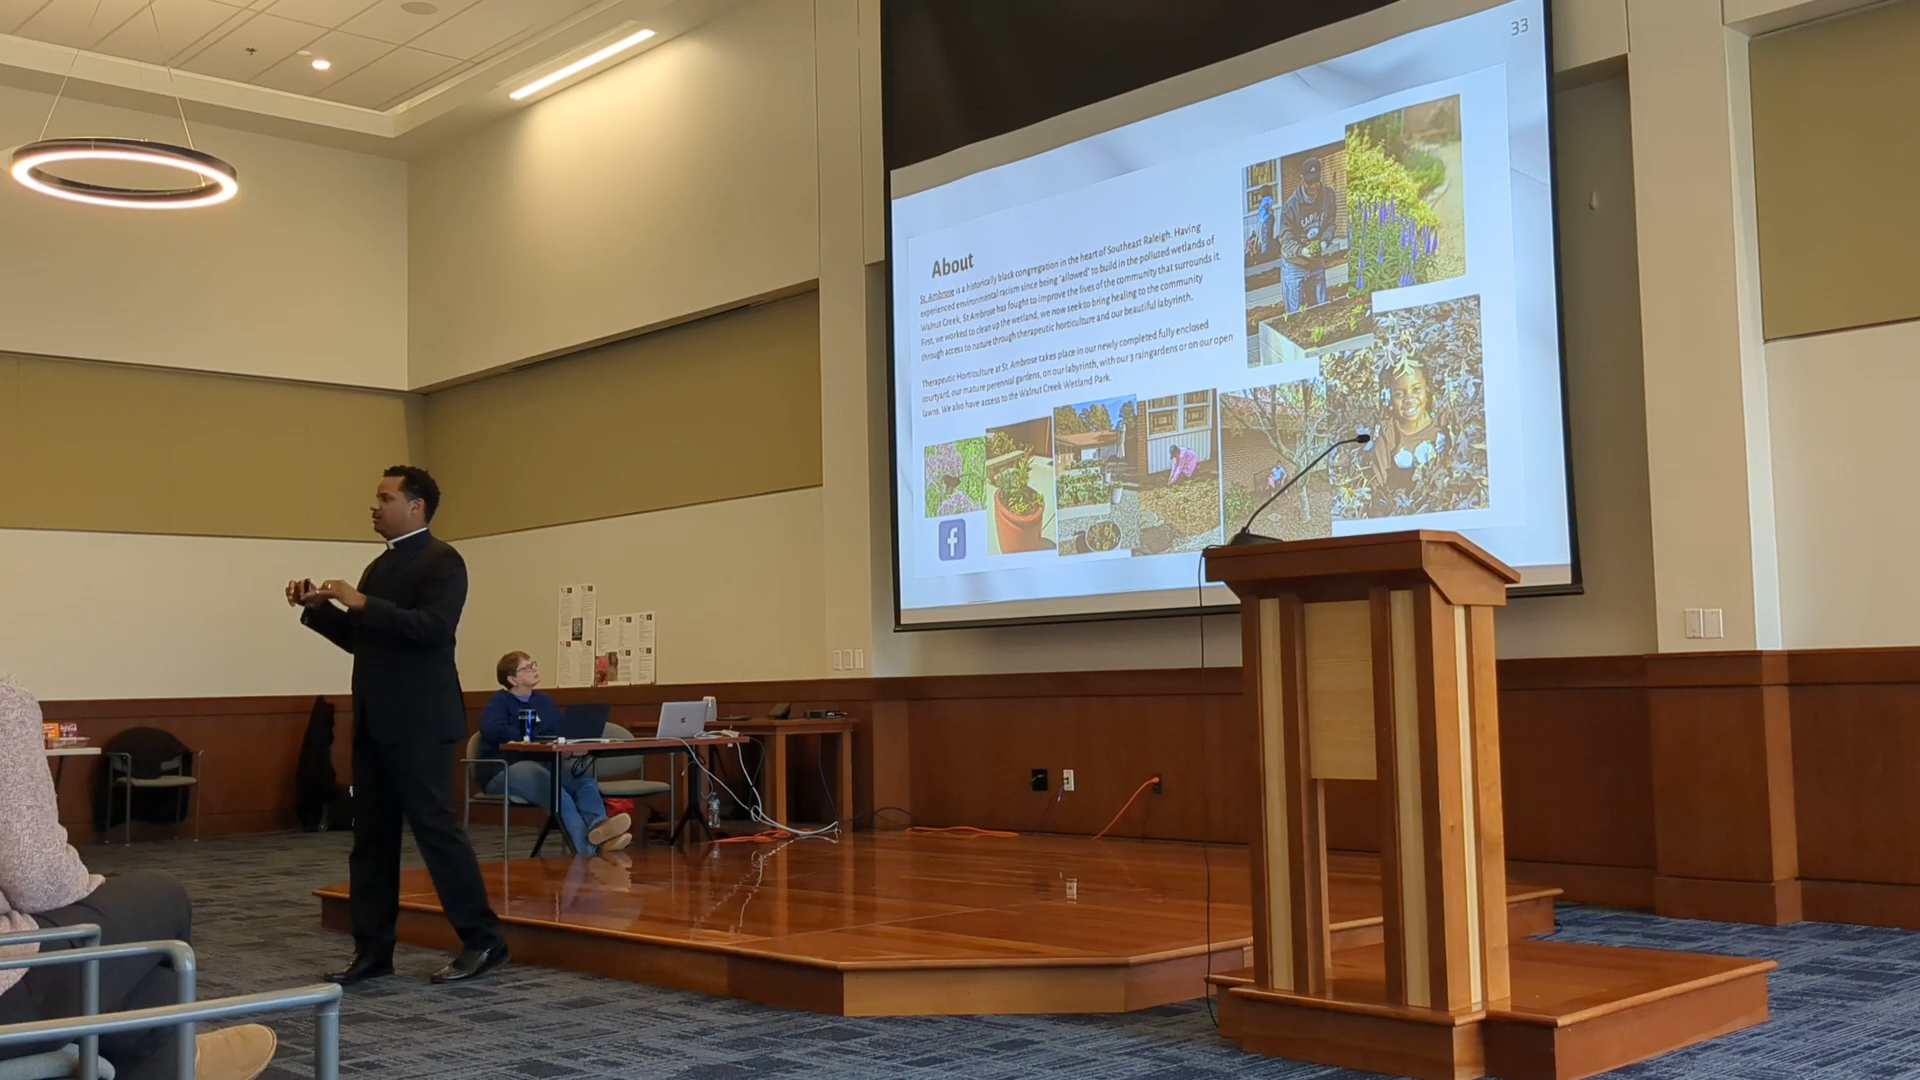 33
About
St. Ambrose is a historically black congregation in the heart of Southeast Raleigh. Having
experienced environmental racism since being "allowed" to build in the polluted wetlands of
Walnut Creek, St Ambrose has fought to improve the lives of the community that surrounds it.
First, we worked to clean up the wetland, we now seek to bring healing to the community
through access to nature through therapeutic horticulture and our beautiful labyrinth.
Therapeutic Horticulture at St. Ambrose takes place in our newly completed fully enclosed
courtyard, our mature perennial gardens, on our labyrinth, with our 3 raingardens or on our open
lawns. We also have access to the Walnut Creek Wetland Park.
f